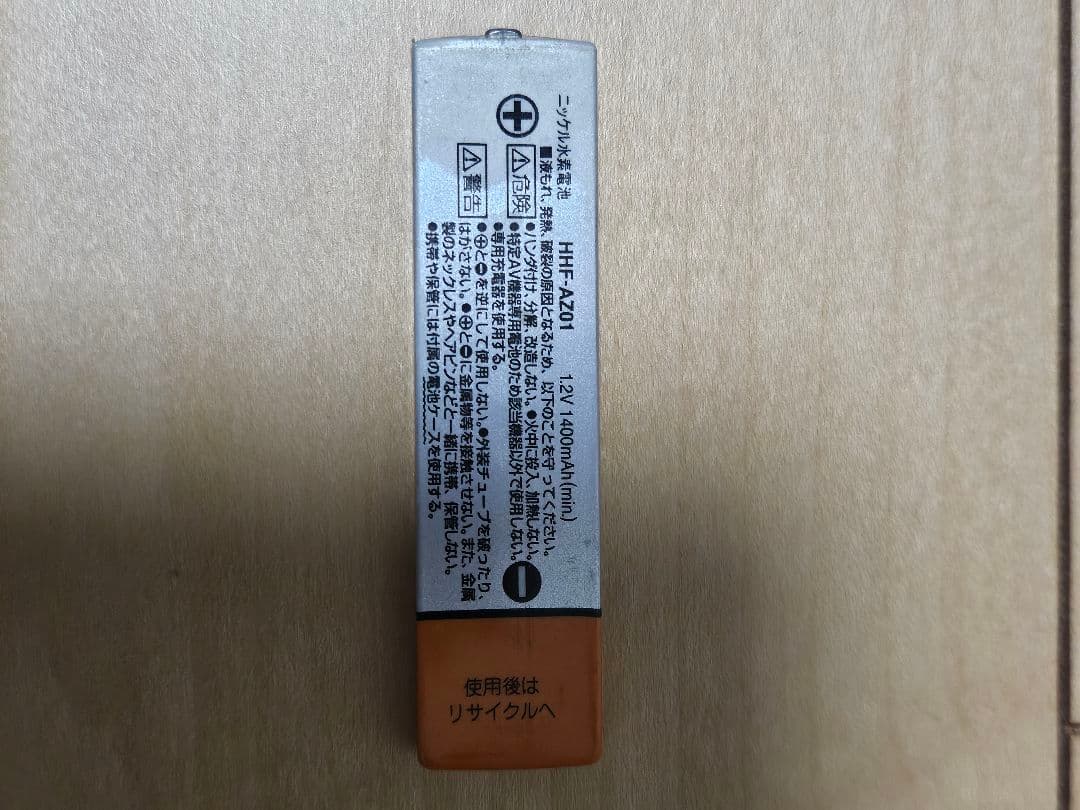 ニッケル水素電池 HHF-AZ01 1.2V 1400mAh(min.)
■液もれ、発熱、破裂の原因となるため、以下のことを守ってください。
⚠危険
●ハンダ付け、分解、改造しない。●火中に投入、加熱しない。
●特定AV機器専用電池のため該当機器以外で使用しない。
●専用充電器を使用する。
⚠警告
●⊕と⊖を逆にして使用しない。●外装チューブを破ったり、
はがさない。●⊕と⊖に金属物等を接触させない。また、金属
製のネックレスやヘアピンなどと一緒に携帯、保管しない。
●携帯や保管には付属の電池ケースを使用する。
使用後は
リサイクルへ